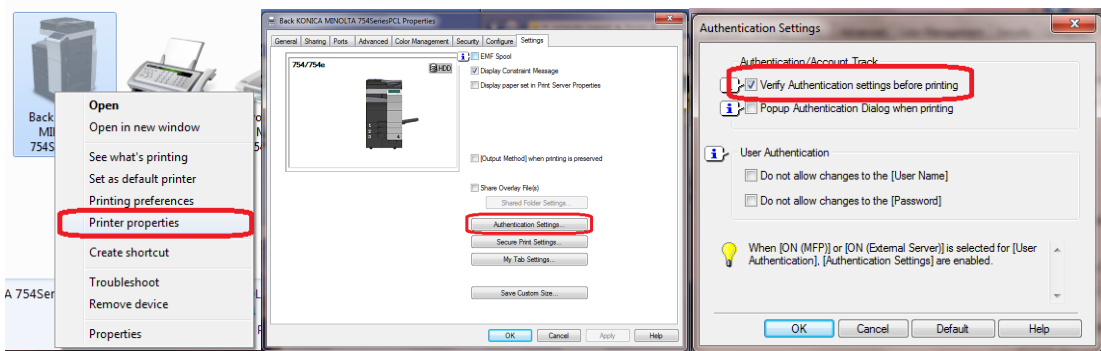 Back
MI
754S
Open
Open in new window
See what's printing
Set as default printer
Printing preferences
Printer properties
Create shortcut
Troubleshoot
Remove device
Properties
A 754Ser
Back KONICA MINOLTA 754SeriesPCL Properties
General Sharing Ports Advanced Color Management Security Configure Settings
754/754e
HDD
EMF Spool
Display Constraint Message
Display paper set in Print Server Properties
[Output Method] when printing is preserved
Share Overlay File(s)
Shared Folder Settings...
Authentication Settings...
Secure Print Settings...
My Tab Settings...
Save Custom Size...
OK Cancel Apply Help
Authentication Settings
Authentication/Account Track
Verify Authentication settings before printing
Popup Authentication Dialog when printing
User Authentication
Do not allow changes to the [User Name]
Do not allow changes to the [Password]
When [ON (MFP)] or [ON (External Server)] is selected for [User
Authentication], [Authentication Settings] are enabled.
OK Cancel Default Help